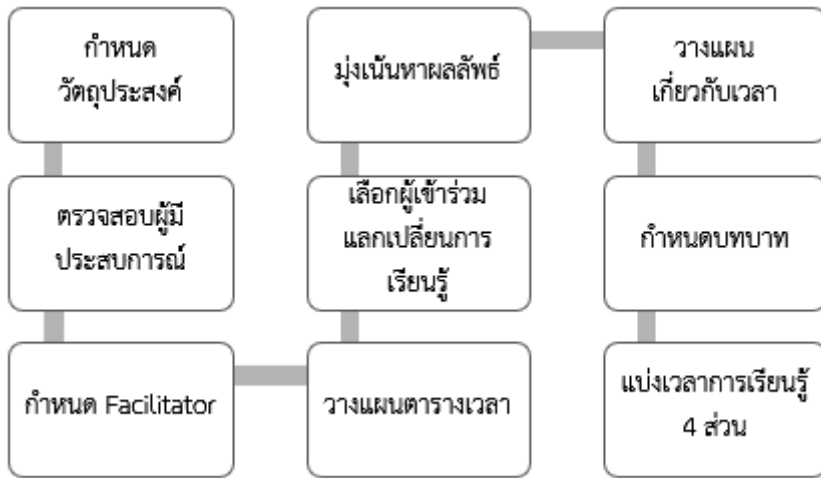 กำหนด
วัตถุประสงค์
ตรวจสอบผู้มี
ประสบการณ์
กำหนด Facilitator
วางแผนตารางเวลา
เลือกผู้เข้าร่วม
แลกเปลี่ยนการ
เรียนรู้
มุ่งเน้นหาผลลัพธ์
วางแผน
เกี่ยวกับเวลา
กำหนดบทบาท
แบ่งเวลาการเรียนรู้
4 ส่วน